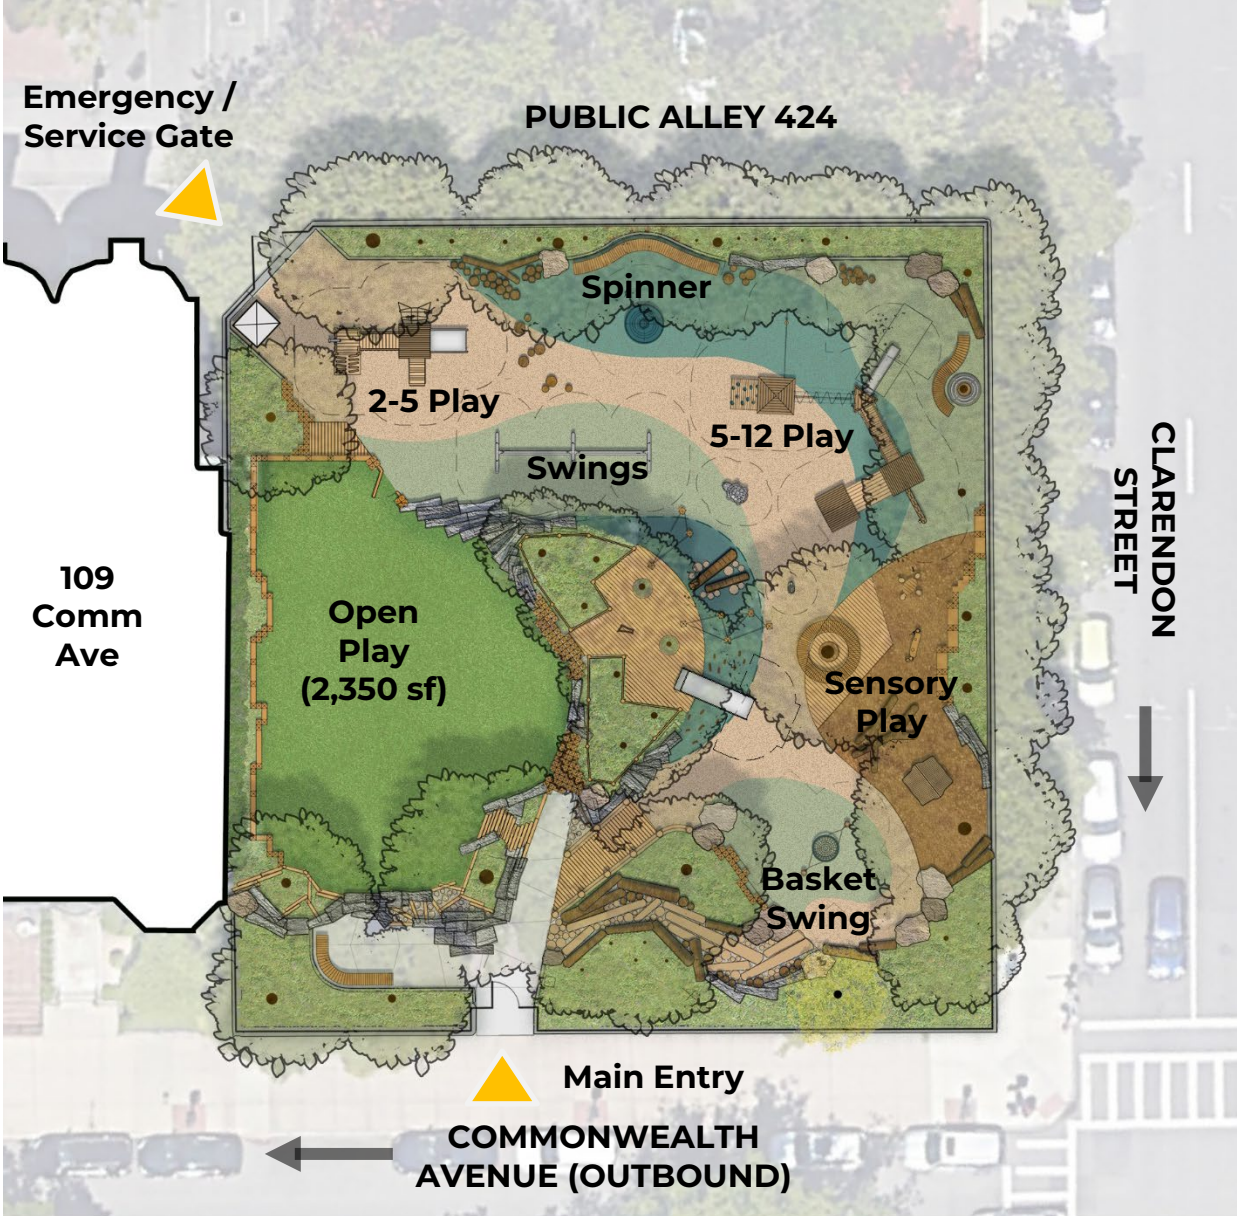 Emergency /
Service Gate
PUBLIC ALLEY 424
Spinner
2-5 Play
5-12 Play
Swings
CLARENDON
STREET
109
Comm
Ave
Open
Play
(2,350 sf)
Sensory
Play
Basket
Swing
Main Entry
COMMONWEALTH
AVENUE (OUTBOUND)